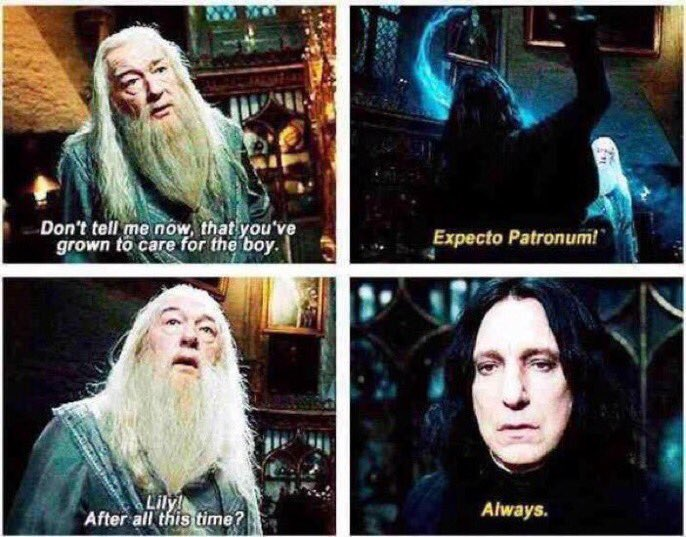 Don't tell me now, that you've
grown to care for the boy.
Expecto Patronum!
Lily!
After all this time?
Always.